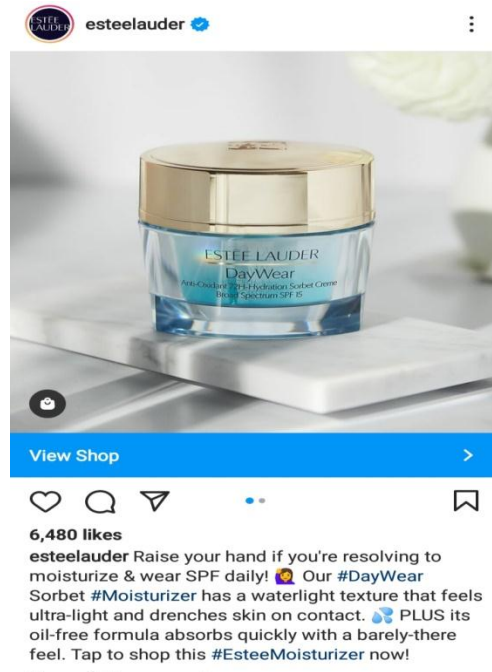 ESTĒE
LAUDER
esteelauder
ESTĒE LAUDER
DayWear
Anti-Oxidant 72H-Hydration Sorbet Creme
Broad Spectrum SPF 15
View Shop
6,480 likes
esteelauder Raise your hand if you're resolving to
moisturize & wear SPF daily! 🙋‍♀️ Our #DayWear
Sorbet #Moisturizer has a waterlight texture that feels
ultra-light and drenches skin on contact. 💦 PLUS its
oil-free formula absorbs quickly with a barely-there
feel. Tap to shop this #EsteeMoisturizer now!